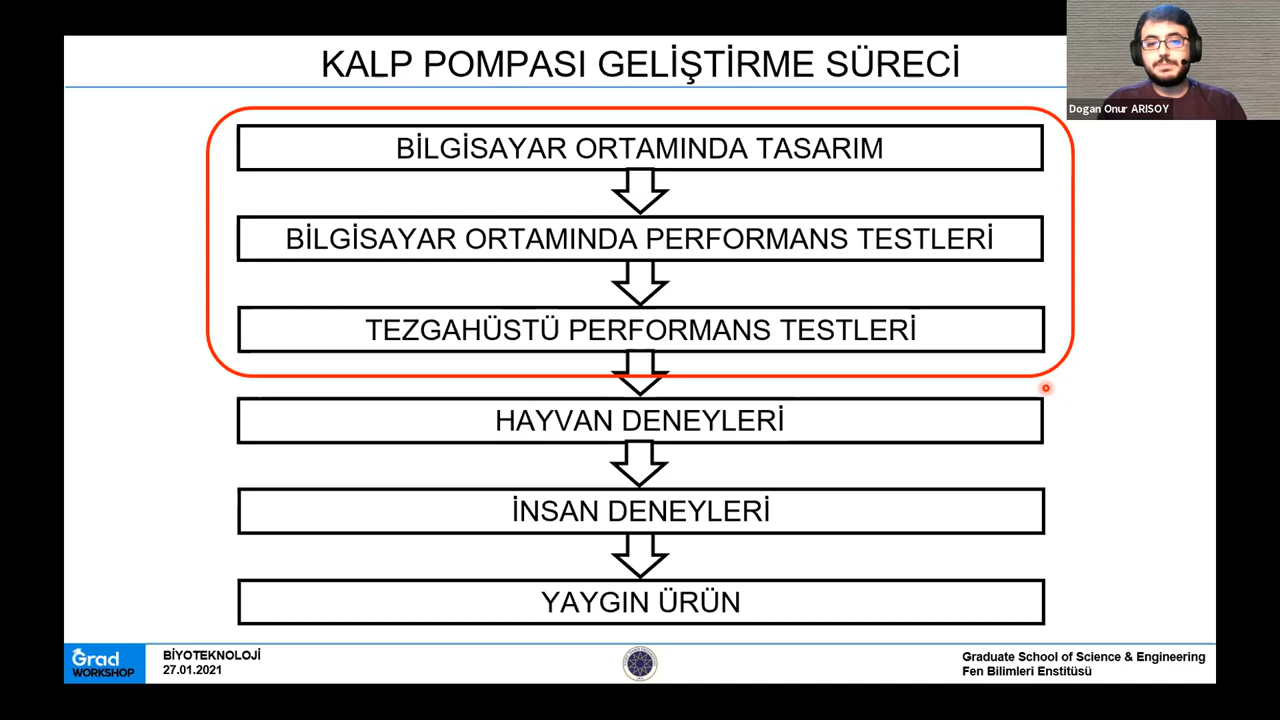 KALP POMPASI GELİŞTİRME SÜRECİ
Dogan Onur ARISOY
BİLGİSAYAR ORTAMINDA TASARIM
BİLGİSAYAR ORTAMINDA PERFORMANS TESTLERİ
TEZGAHÜSTÜ PERFORMANS TESTLERİ
HAYVAN DENEYLERİ
İNSAN DENEYLERİ
YAYGIN ÜRÜN
Grad
WORKSHOP
BİYOTEKNOLOJİ
27.01.2021
Graduate School of Science & Engineering
Fen Bilimleri Enstitüsü